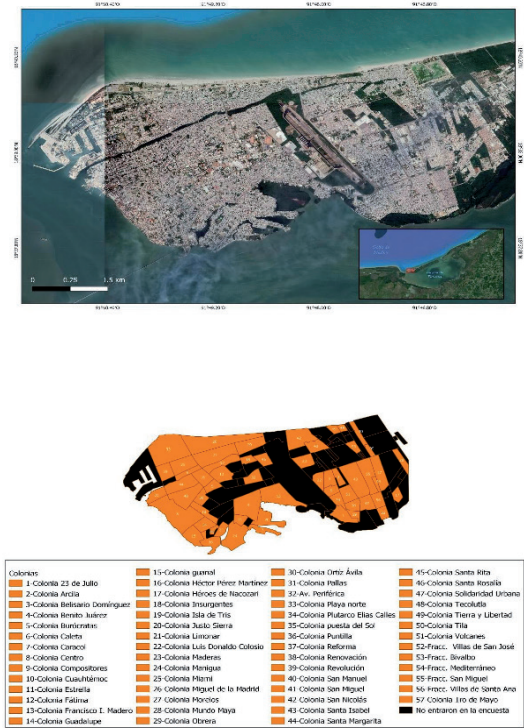 0 0.75 1.5 km
Colonias
1-Colonia 23 de Julio
2-Colonia Arcila
3-Colonia Belisario Domínguez
4-Colonia Benito Juárez
5-Colonia Burócratas
6-Colonia Caleta
7-Colonia Caracol
8-Colonia Centro
9-Colonia Compositores
10-Colonia Cuauhtémoc
11-Colonia Estrella
12-Colonia Fátima
13-Colonia Francisco I. Madero
14-Colonia Guadalupe
15-Colonia guanal
16-Colonia Héctor Pérez Martínez
17-Colonia Héroes de Nacozari
18-Colonia Insurgentes
19-Colonia Isla de Tris
20-Colonia Justo Sierra
21-Colonia Limonar
22-Colonia Luis Donaldo Colosio
23-Colonia Maderas
24-Colonia Manigua
25-Colonia Miami
26-Colonia Miguel de la Madrid
27-Colonia Morelos
28-Colonia Mundo Maya
29-Colonia Obrera
30-Colonia Ortíz Ávila
31-Colonia Pallas
32-Av. Periférica
33-Colonia Playa norte
34-Colonia Plutarco Elias Calles
35-Colonia puesta del Sol
36-Colonia Puntilla
37-Colonia Reforma
38-Colonia Renovación
39-Colonia Revolución
40-Colonia San Manuel
41-Colonia San Miguel
42-Colonia San Nicolás
43-Colonia Santa Isabel
44-Colonia Santa Margarita
45-Colonia Santa Rita
46-Colonia Santa Rosalía
47-Colonia Solidaridad Urbana
48-Colonia Tecolutla
49-Colonia Tierra y Libertad
50-Colonia Tila
51-Colonia Volcanes
52-Fracc. Villas de San José
53-Fracc. Bivalbo
54-Fracc. Mediterráneo
55-Fracc. San Miguel
56-Fracc. Villas de Santa Ana
57-Colonia 1ro de Mayo
No entraron en la encuesta